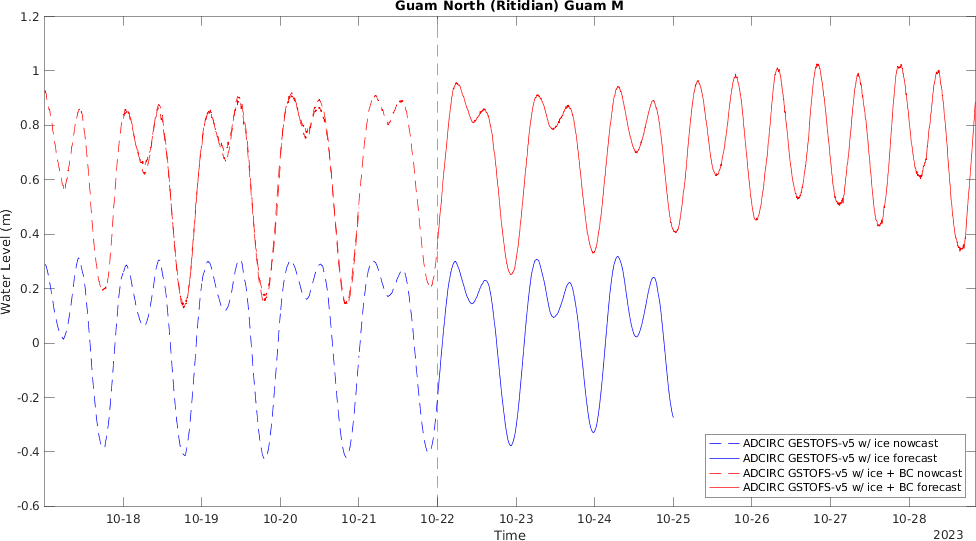 Guam North (Ritidian) Guam M
1.2
1
0.8
0.6
0.4
0.2
0
-0.2
-0.4
-0.6
Water Level (m)
ADCIRC GESTOFS-v5 w/ ice nowcast
ADCIRC GESTOFS-v5 w/ ice forecast
ADCIRC GSTOFS-v5 w/ ice + BC nowcast
ADCIRC GSTOFS-v5 w/ ice + BC forecast
10-18 10-19 10-20 10-21 10-22 10-23 10-24 10-25 10-26 10-27 10-28
Time
2023